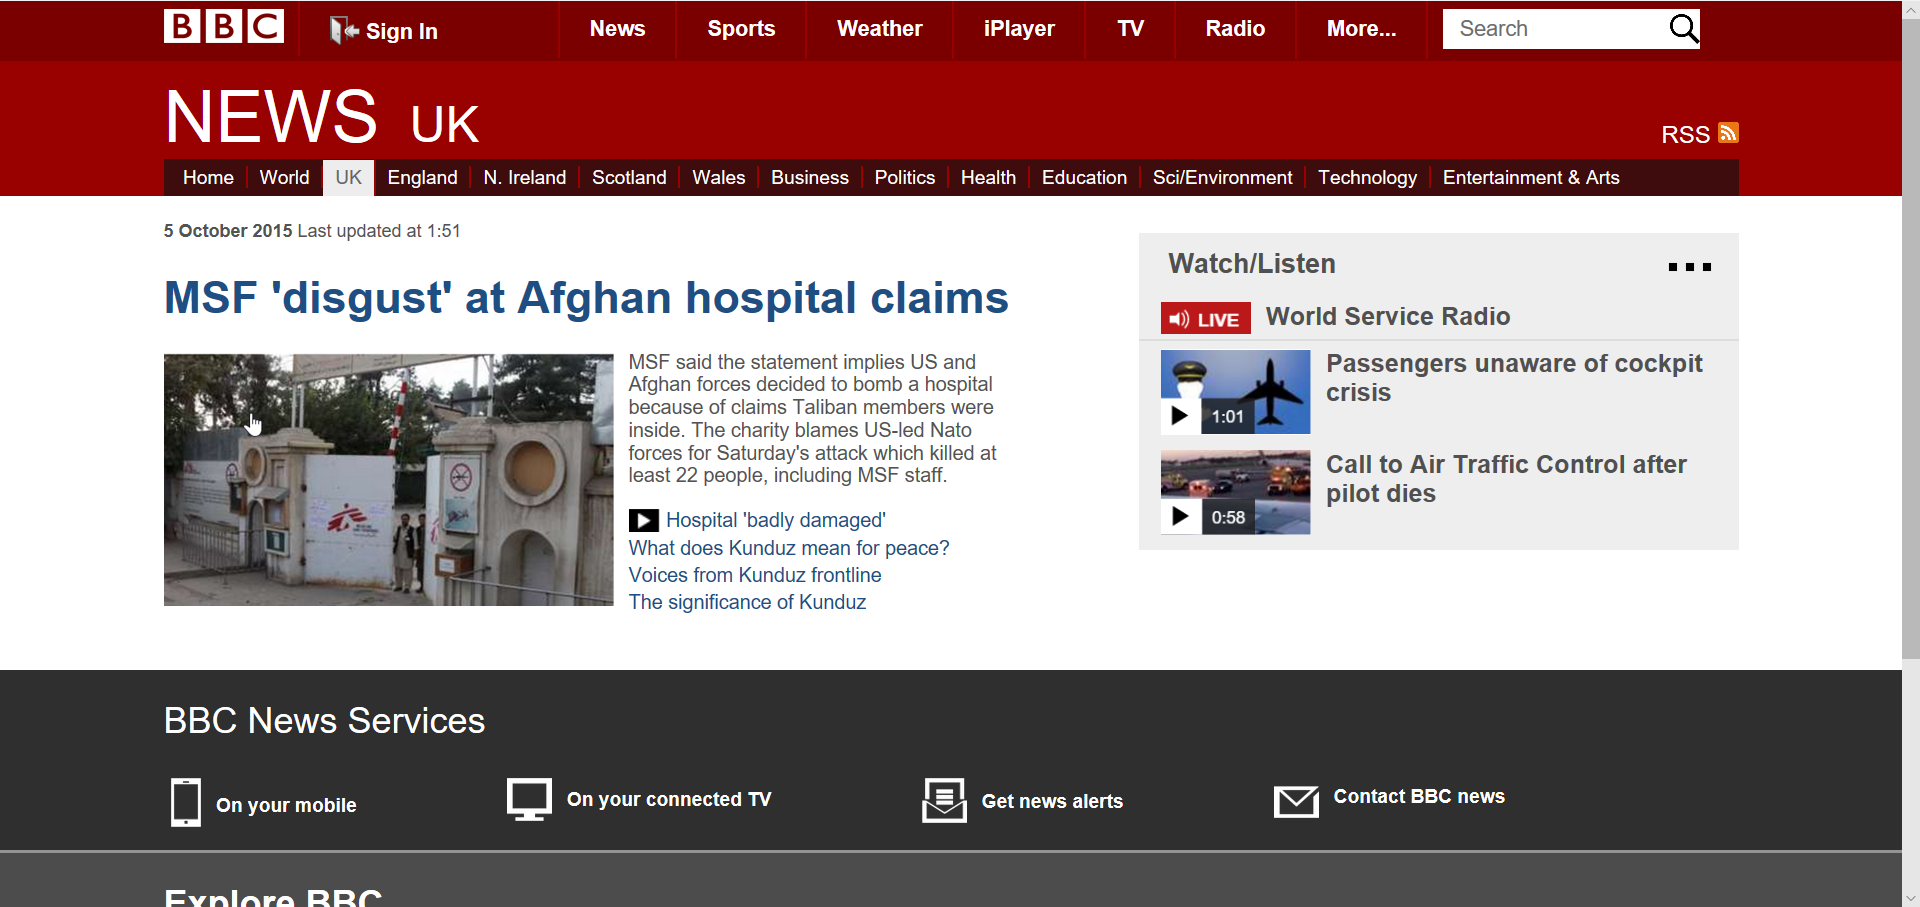 BBC
Sign In
News
Sports
Weather
iPlayer
TV
Radio
More...
Search
NEWS UK
RSS
Home
World
UK
England
N. Ireland
Scotland
Wales
Business
Politics
Health
Education
Sci/Environment
Technology
Entertainment & Arts
5 October 2015 Last updated at 1:51
MSF 'disgust' at Afghan hospital claims
MSF said the statement implies US and
Afghan forces decided to bomb a hospital
because of claims Taliban members were
inside. The charity blames US-led Nato
forces for Saturday's attack which killed at
least 22 people, including MSF staff.
Hospital 'badly damaged'
What does Kunduz mean for peace?
Voices from Kunduz frontline
The significance of Kunduz
Watch/Listen
LIVE
World Service Radio
1:01
Passengers unaware of cockpit
crisis
0:58
Call to Air Traffic Control after
pilot dies
BBC News Services
On your mobile
On your connected TV
Get news alerts
Contact BBC news
Explore BBC